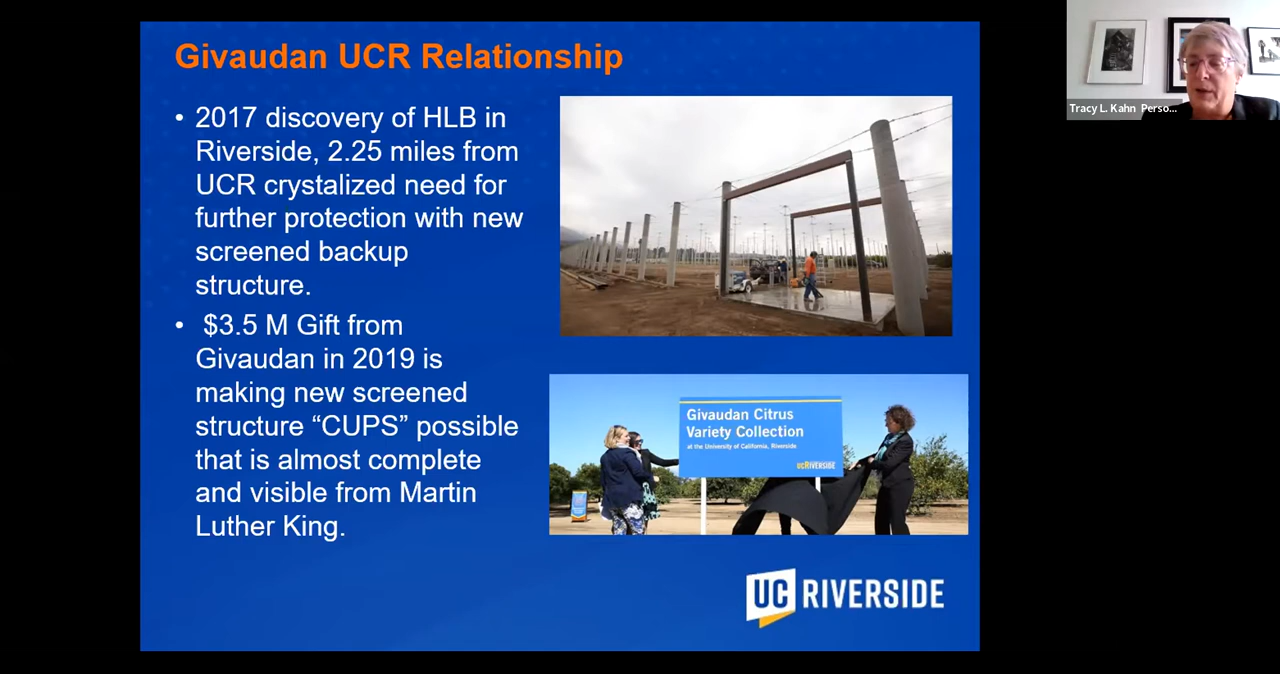 Givaudan UCR Relationship
• 2017 discovery of HLB in
Riverside, 2.25 miles from
UCR crystalized need for
further protection with new
screened backup
structure.
• $3.5 M Gift from
Givaudan in 2019 is
making new screened
structure “CUPS” possible
that is almost complete
and visible from Martin
Luther King.
Givaudan Citrus
Variety Collection
at the University of California, Riverside
UCRIVERSIDE
UC RIVERSIDE
Tracy L. Kahn Perso...